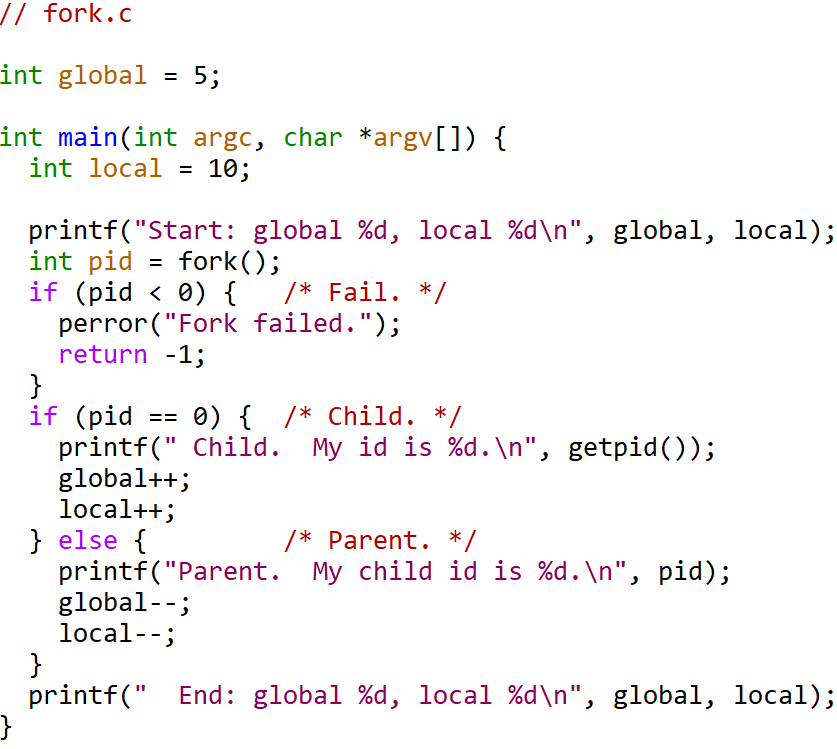 // fork.c

int global = 5;

int main(int argc, char *argv[]) {
  int local = 10;

  printf("Start: global %d, local %d\n", global, local);
  int pid = fork();
  if (pid < 0) {   /* Fail. */
    perror("Fork failed.");
    return -1;
  }
  if (pid == 0) {  /* Child. */
    printf(" Child.  My id is %d.\n", getpid());
    global++;
    local++;
  } else {         /* Parent. */
    printf("Parent.  My child id is %d.\n", pid);
    global--;
    local--;
  }
  printf("  End: global %d, local %d\n", global, local);
}